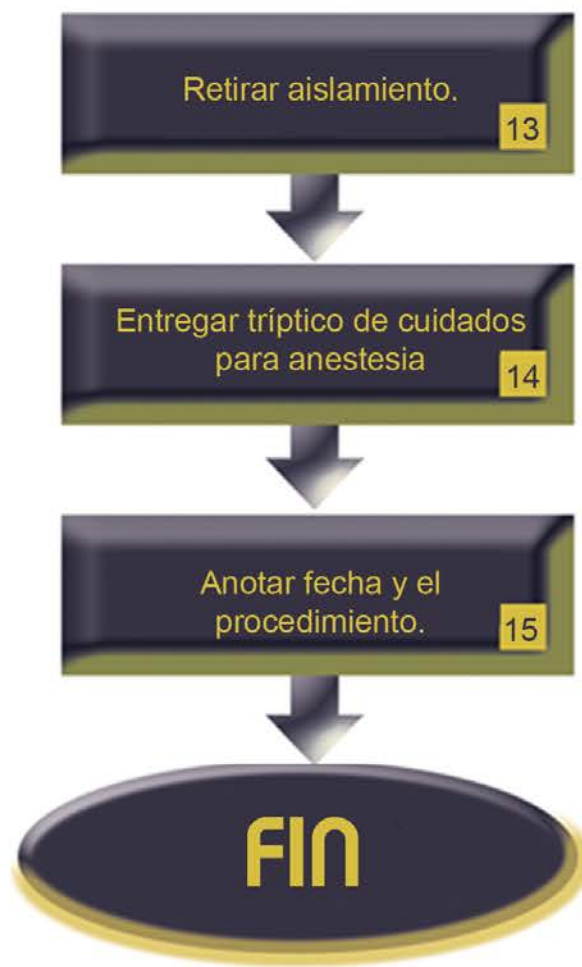 Retirar aislamiento.
13
Entregar tríptico de cuidados
para anestesia
14
Anotar fecha y el
procedimiento.
15
FIN